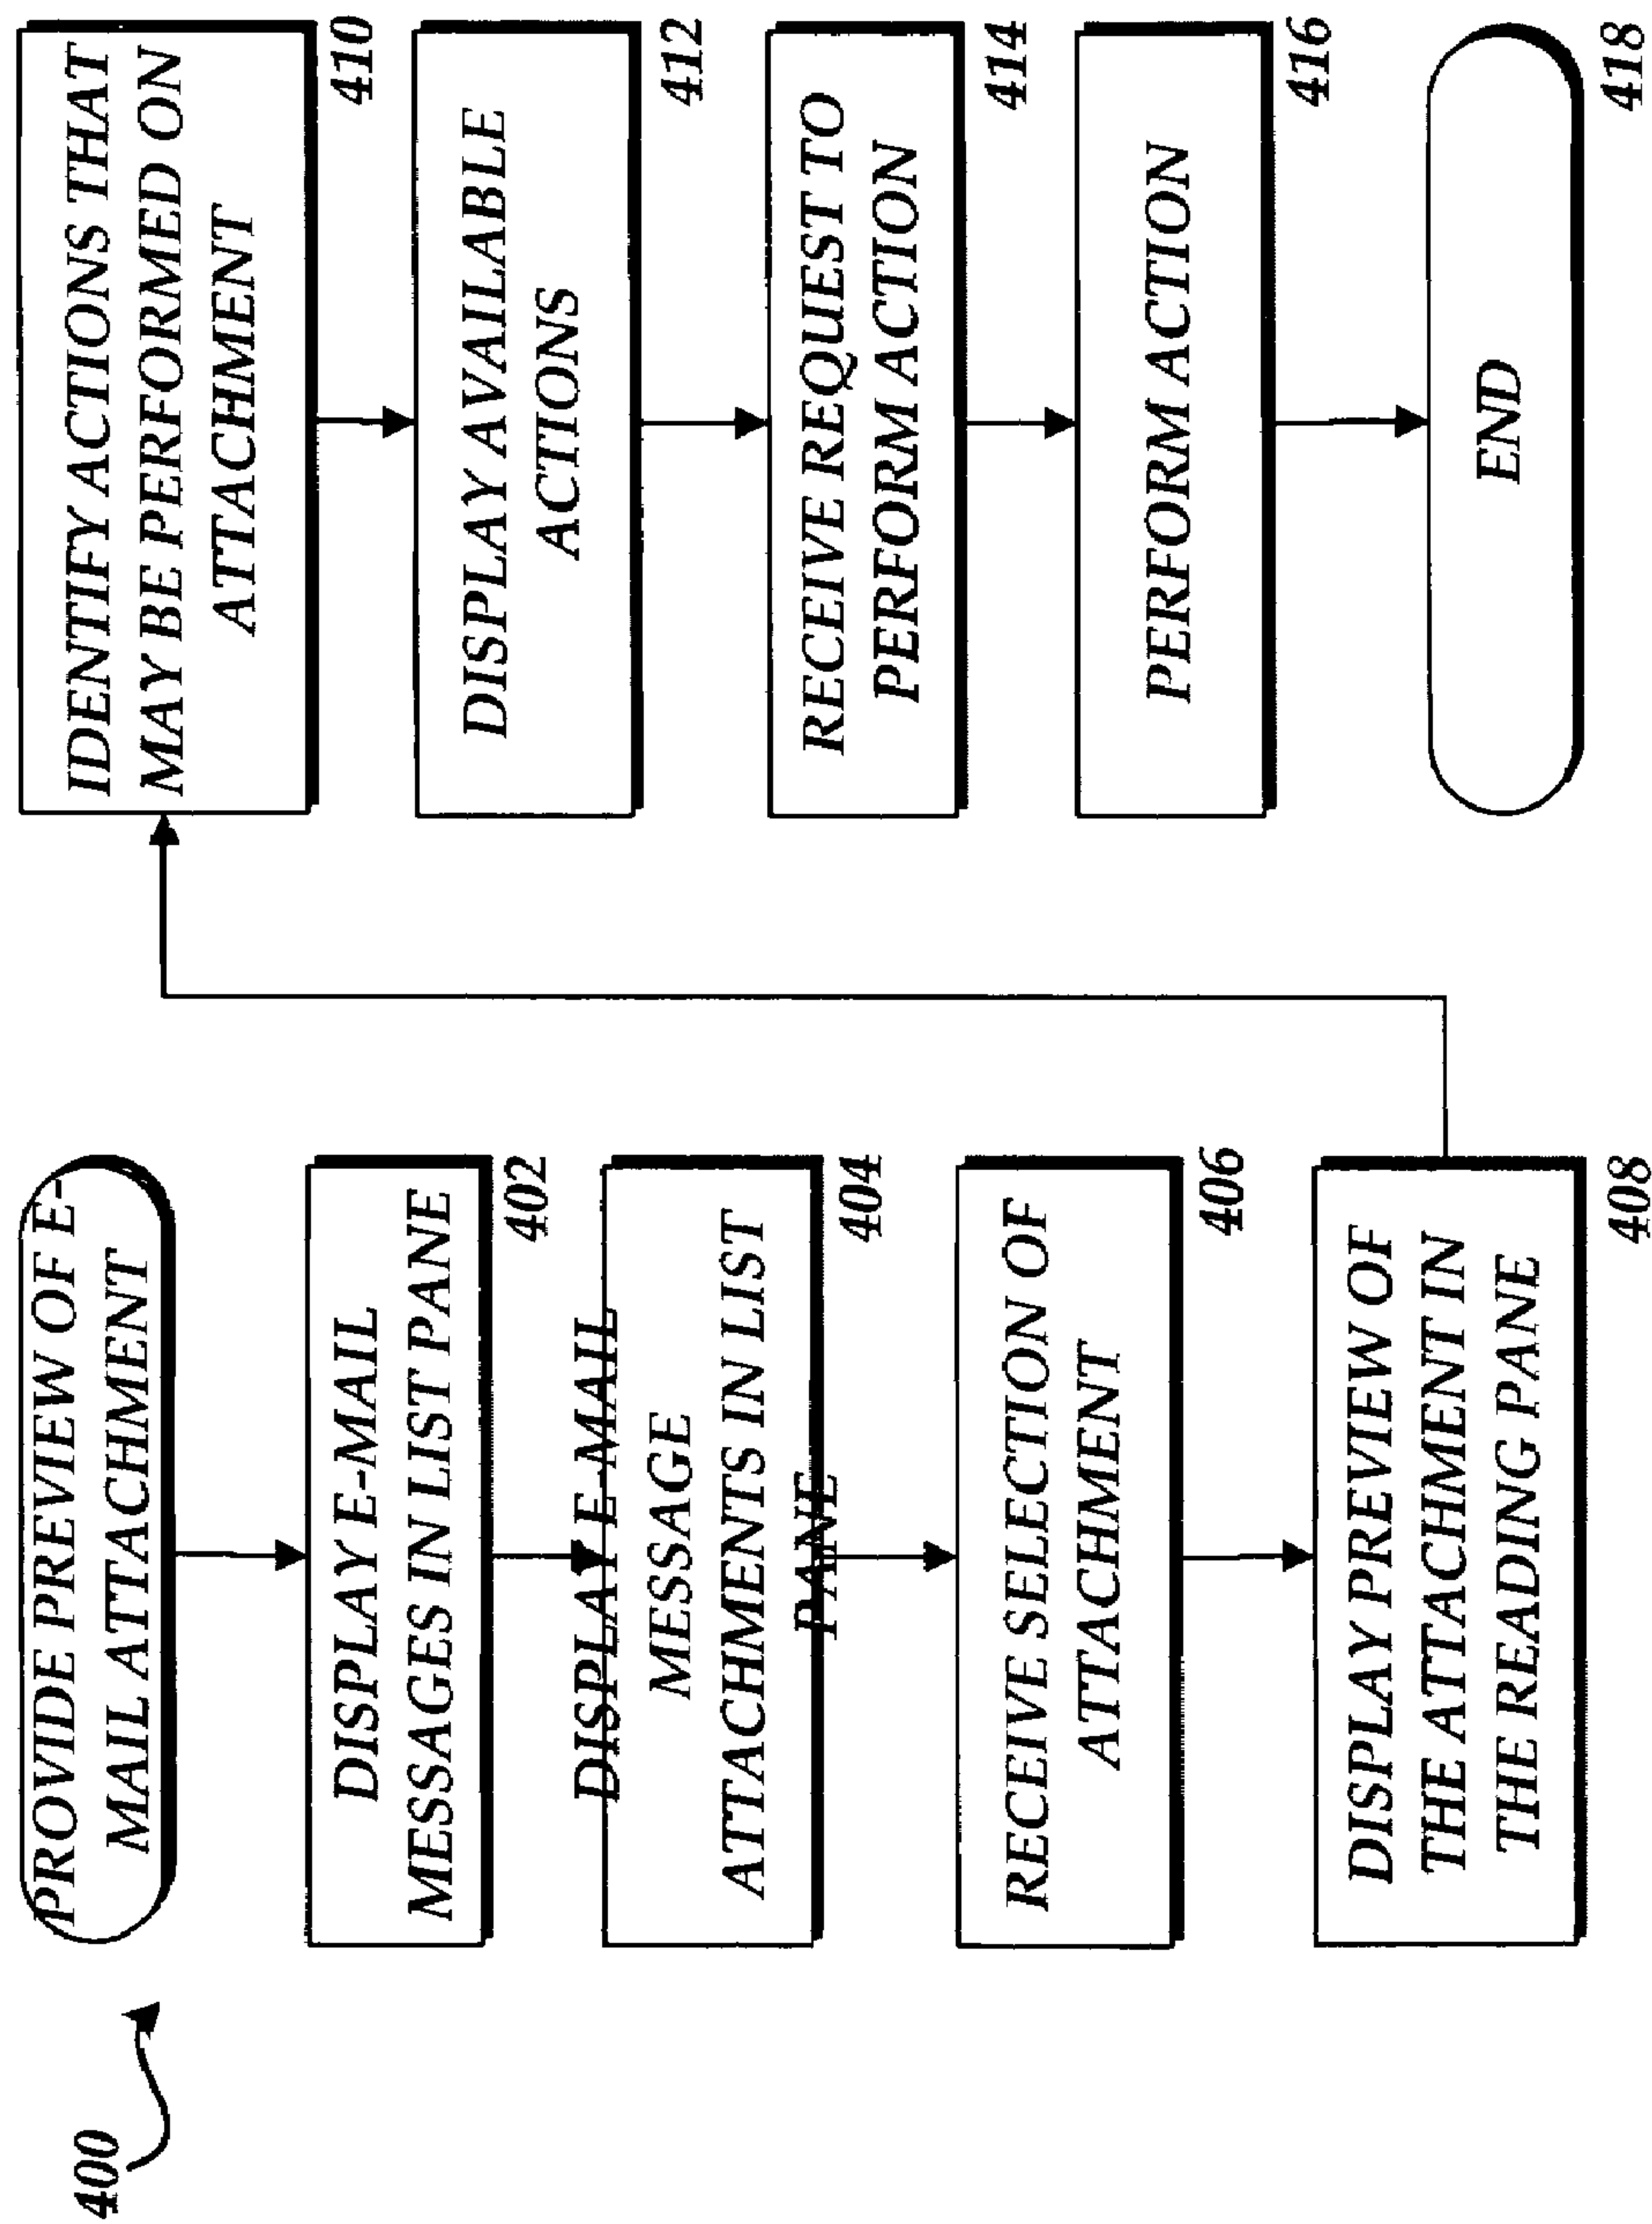 400
PROVIDE PREVIEW OF E-
MAIL ATTACHMENT
DISPLAY E-MAIL
MESSAGES IN LIST PANE
402
DISPLAY E-MAIL
MESSAGE
ATTACHMENTS IN LIST
PANE
404
RECEIVE SELECTION OF
ATTACHMENT
406
DISPLAY PREVIEW OF
THE ATTACHMENT IN
THE READING PANE
408
IDENTIFY ACTIONS THAT
MAY BE PERFORMED ON
ATTACHMENT
410
DISPLAY AVAILABLE
ACTIONS
412
RECEIVE REQUEST TO
PERFORM ACTION
414
PERFORM ACTION
416
END
418